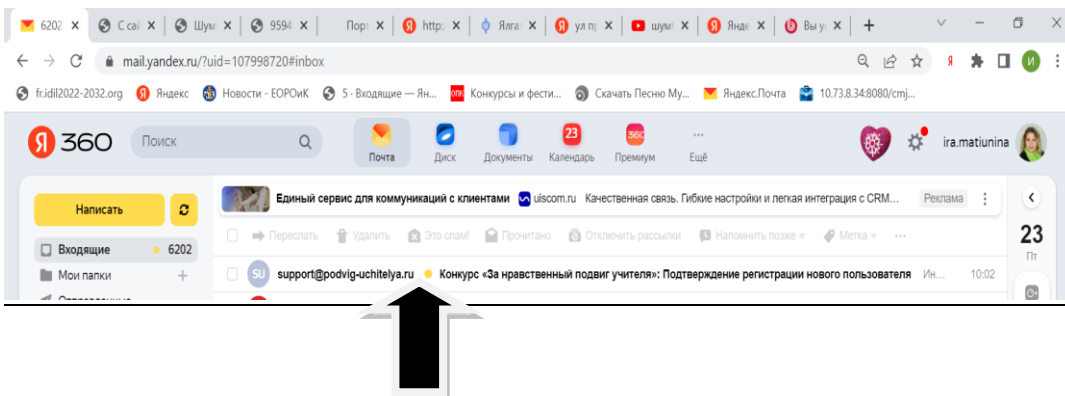 6202 С сай Шум 9594 Порт http: Ялга ул пр шум Янде Вы у
mail.yandex.ru/?uid=107998720#inbox
fr.idil2022-2032.org Яндекс Новости - ЕОРОиК 5 · Входящие — Ян... Конкурсы и фести... Скачать Песню Му... Яндекс.Почта 10.73.8.34:8080/cmj...
Я 360 Поиск 23 360 ira.matiunina
Почта Диск Документы Календарь Премиум Ещё
Написать
Единый сервис для коммуникаций с клиентами uiscom.ru Качественная связь. Гибкие настройки и легкая интеграция с CRM... Реклама
Переслать Удалить Это спам! Прочитано Отключить рассылки Напомнить позже Метка ...
23
Пт
Входящие 6202
Мои папки +
SU support@podvig-uchitelya.ru Конкурс «За нравственный подвиг учителя»: Подтверждение регистрации нового пользователя Ин... 10:02